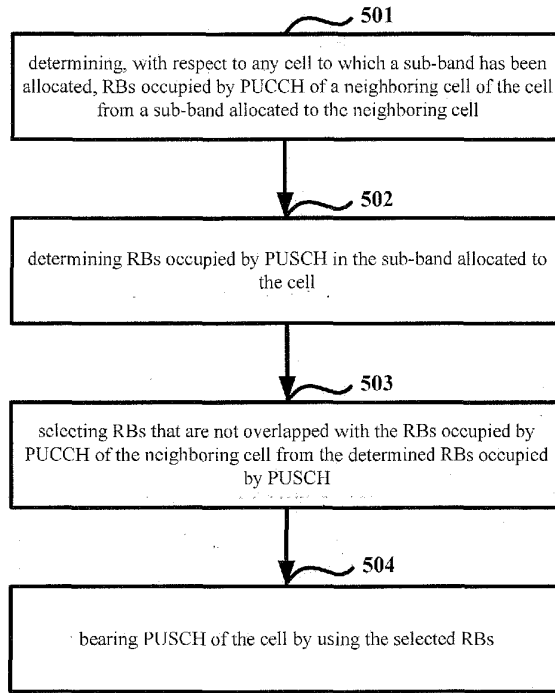 501
determining, with respect to any cell to which a sub-band has been
allocated, RBs occupied by PUCCH of a neighboring cell of the cell
from a sub-band allocated to the neighboring cell
502
determining RBs occupied by PUSCH in the sub-band allocated to
the cell
503
selecting RBs that are not overlapped with the RBs occupied by
PUCCH of the neighboring cell from the determined RBs occupied
by PUSCH
504
bearing PUSCH of the cell by using the selected RBs